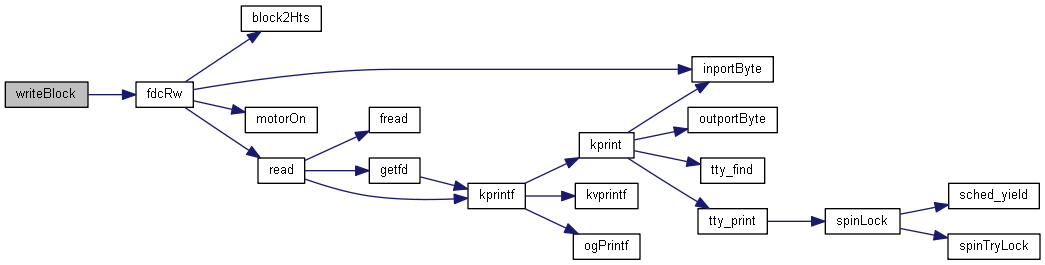 writeBlock
fdcRw
block2Hts
inportByte
motorOn
read
fread
getfd
kprintf
kprint
kvprintf
ogPrintf
outportByte
tty_find
tty_print
spinLock
sched_yield
spinTryLock